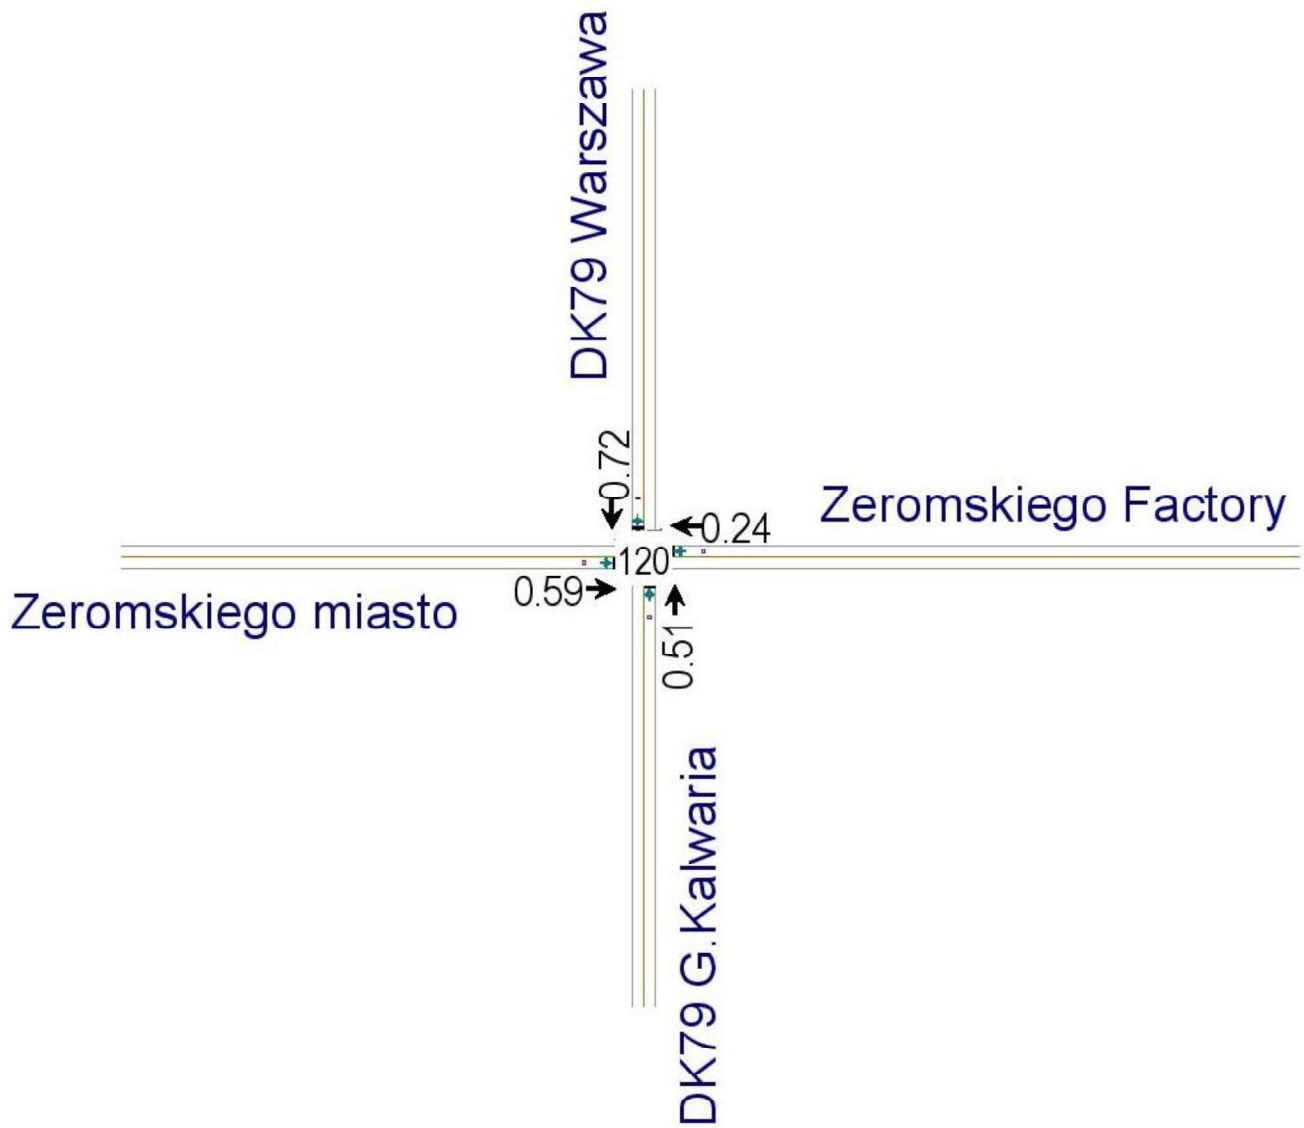 DK79 Warszawa
0.72
Zeromskiego Factory
0.24
120
0.59
Zeromskiego miasto
0.51
DK79 G.Kalwaria